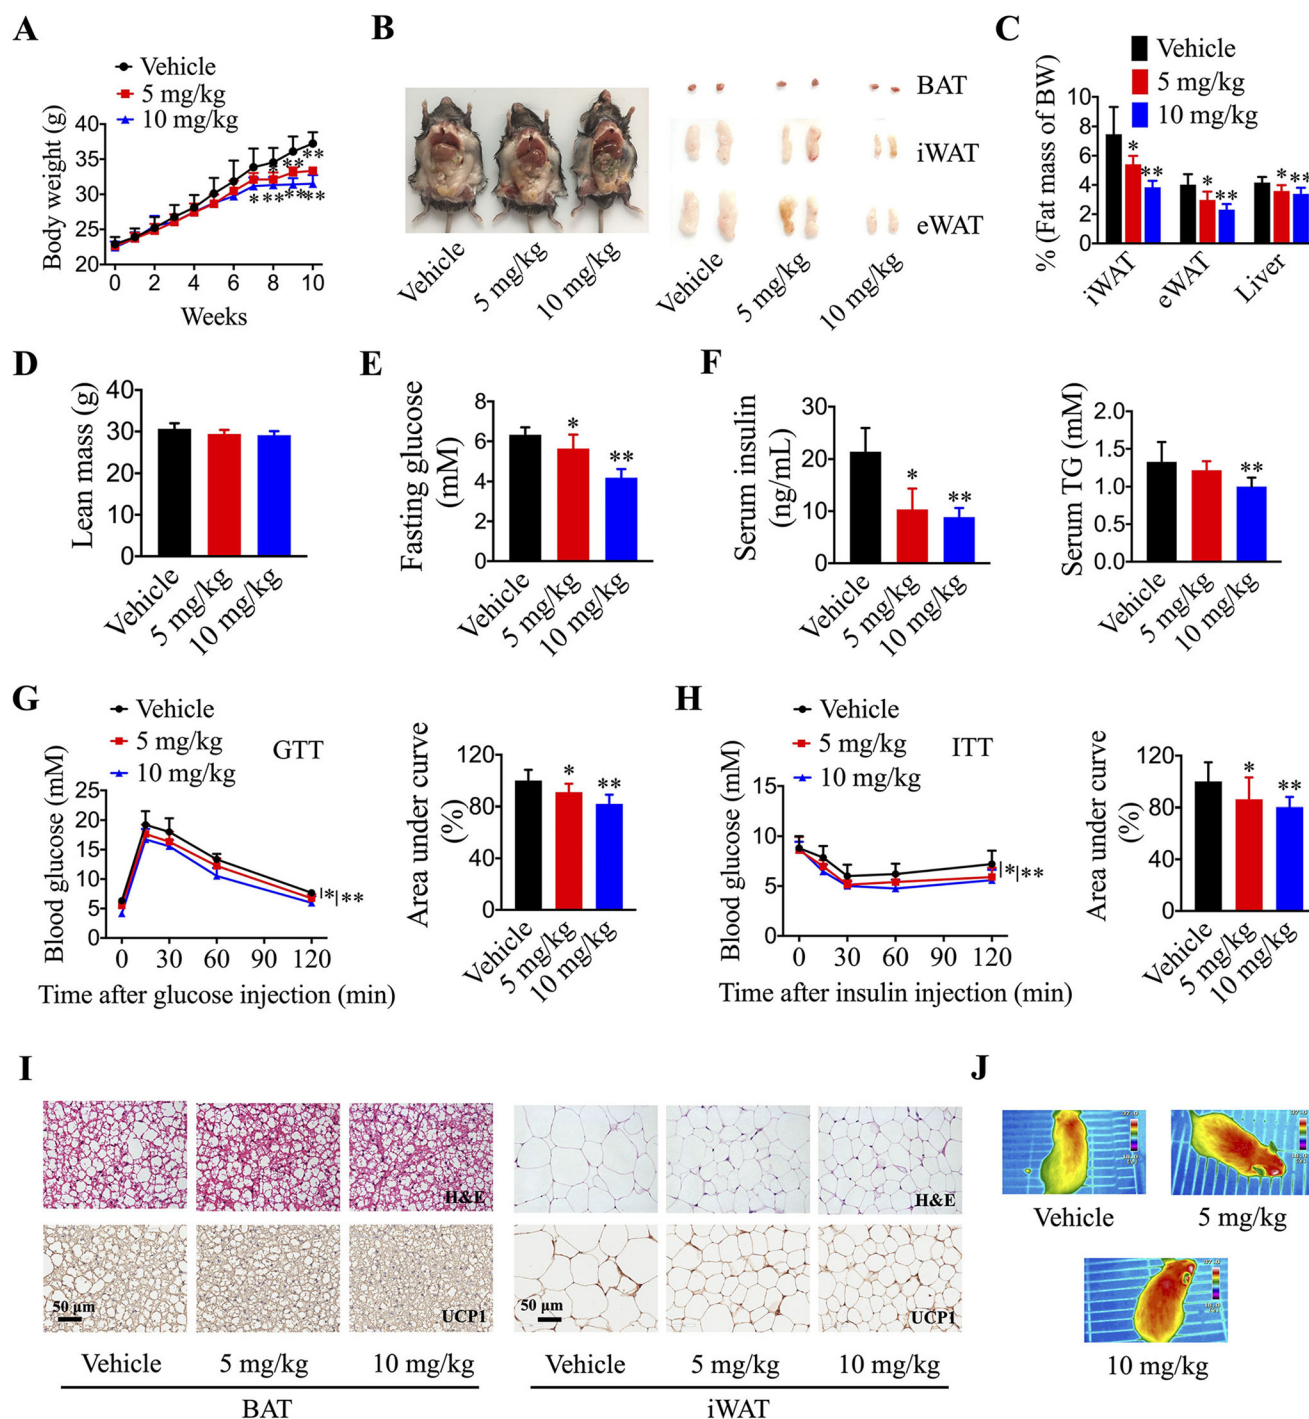 A
Vehicle
5 mg/kg
10 mg/kg
Body weight (g)
40
35
30
25
20
** ** *
* *** ** **
0 2 4 6 8 10
Weeks
B
Vehicle
5 mg/kg
10 mg/kg
BAT
iWAT
eWAT
Vehicle
5 mg/kg
10 mg/kg
C
Vehicle
5 mg/kg
10 mg/kg
% (Fat mass of BW)
10
8
6
4
2
0
* ** * ** * **
iWAT
eWAT
Liver
D
Lean mass (g)
40
30
20
10
0
Vehicle
5 mg/kg
10 mg/kg
E
Fasting glucose
(mM)
8
6
4
2
0
* **
Vehicle
5 mg/kg
10 mg/kg
F
Serum insulin
(ng/mL)
30
20
10
0
* **
Vehicle
5 mg/kg
10 mg/kg
Serum TG (mM)
2.0
1.5
1.0
0.5
0.0
**
Vehicle
5 mg/kg
10 mg/kg
G
Vehicle
5 mg/kg
10 mg/kg
GTT
Blood glucose (mM)
25
20
15
10
5
0
|*|**
0 30 60 90 120
Time after glucose injection (min)
Area under curve
(%)
120
80
40
0
* **
Vehicle
5 mg/kg
10 mg/kg
H
Vehicle
5 mg/kg
10 mg/kg
ITT
Blood glucose (mM)
15
10
5
0
|*|**
0 30 60 90 120
Time after insulin injection (min)
Area under curve
(%)
120
80
40
0
* **
Vehicle
5 mg/kg
10 mg/kg
I
H&E
H&E
50 µm
UCP1
50 µm
UCP1
Vehicle 5 mg/kg 10 mg/kg
BAT
Vehicle 5 mg/kg 10 mg/kg
iWAT
J
Vehicle
5 mg/kg
10 mg/kg